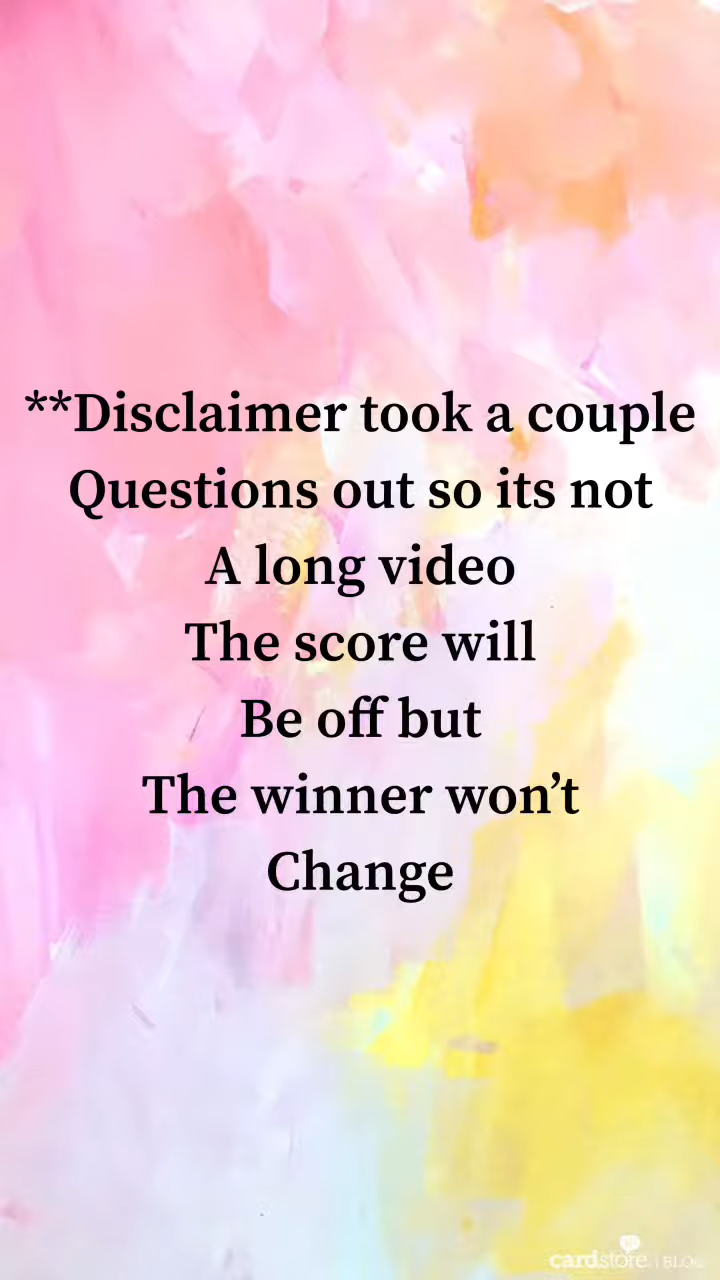 **Disclaimer took a couple
Questions out so its not
A long video
The score will
Be off but
The winner won’t
Change
cardstore | BLOG